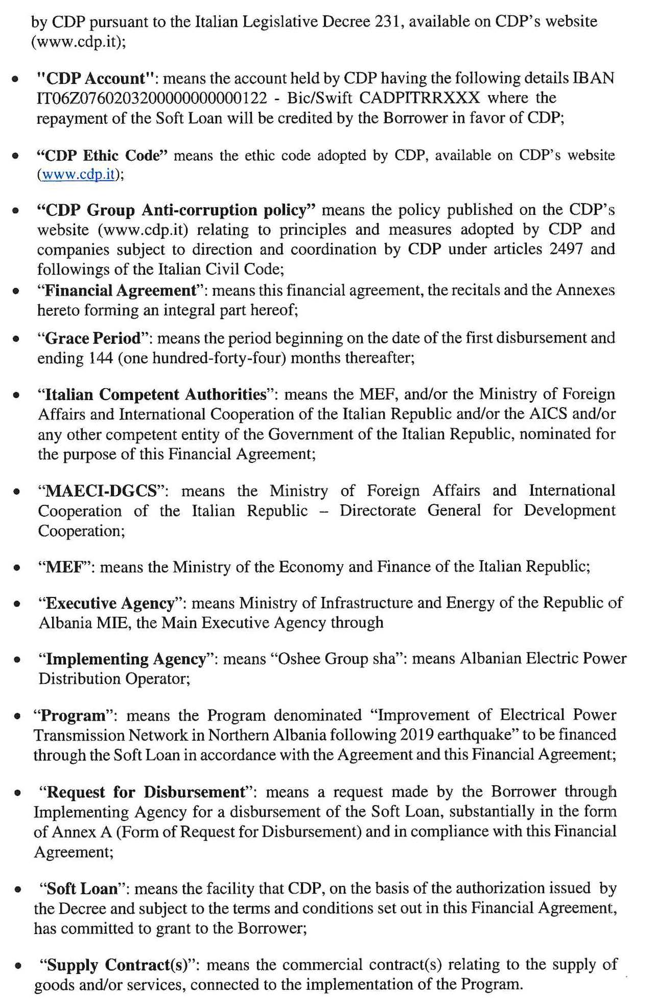 by CDP pursuant to the Italian Legislative Decree 231, available on CDP's website
(www.cdp.it);
• "CDP Account": means the account held by CDP having the following details IBAN
IT06Z0760203200000000000122 - Bic/Swift CADPITRRXXX where the
repayment of the Soft Loan will be credited by the Borrower in favor of CDP;
• “CDP Ethic Code” means the ethic code adopted by CDP, available on CDP's website
(www.cdp.it);
• “CDP Group Anti-corruption policy” means the policy published on the CDP's
website (www.cdp.it) relating to principles and measures adopted by CDP and
companies subject to direction and coordination by CDP under articles 2497 and
followings of the Italian Civil Code;
• “Financial Agreement”: means this financial agreement, the recitals and the Annexes
hereto forming an integral part hereof;
• “Grace Period”: means the period beginning on the date of the first disbursement and
ending 144 (one hundred-forty-four) months thereafter;
• “Italian Competent Authorities”: means the MEF, and/or the Ministry of Foreign
Affairs and International Cooperation of the Italian Republic and/or the AICS and/or
any other competent entity of the Government of the Italian Republic, nominated for
the purpose of this Financial Agreement;
• “MAECI-DGCS”: means the Ministry of Foreign Affairs and International
Cooperation of the Italian Republic – Directorate General for Development
Cooperation;
• “MEF”: means the Ministry of the Economy and Finance of the Italian Republic;
• “Executive Agency”: means Ministry of Infrastructure and Energy of the Republic of
Albania MIE, the Main Executive Agency through
• “Implementing Agency”: means “Oshee Group sha”: means Albanian Electric Power
Distribution Operator;
• “Program”: means the Program denominated “Improvement of Electrical Power
Transmission Network in Northern Albania following 2019 earthquake” to be financed
through the Soft Loan in accordance with the Agreement and this Financial Agreement;
• “Request for Disbursement”: means a request made by the Borrower through
Implementing Agency for a disbursement of the Soft Loan, substantially in the form
of Annex A (Form of Request for Disbursement) and in compliance with this Financial
Agreement;
• “Soft Loan”: means the facility that CDP, on the basis of the authorization issued by
the Decree and subject to the terms and conditions set out in this Financial Agreement,
has committed to grant to the Borrower;
• “Supply Contract(s)”: means the commercial contract(s) relating to the supply of
goods and/or services, connected to the implementation of the Program.